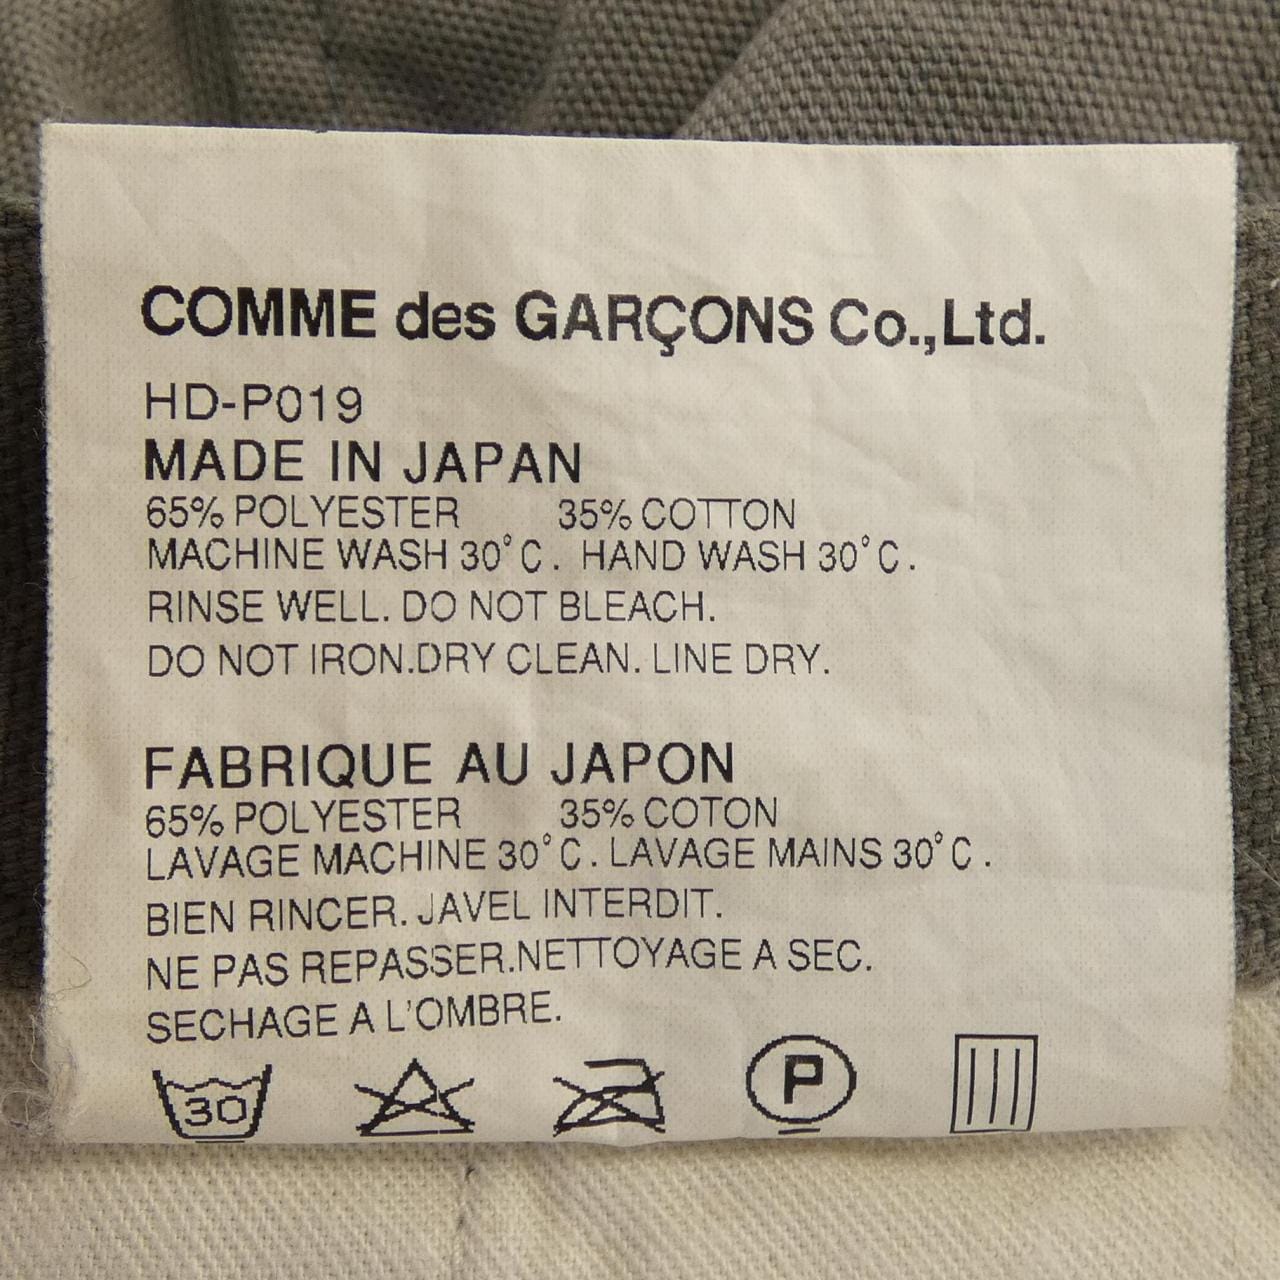 COMME des GARÇONS Co.,Ltd.
HD-P019
MADE IN JAPAN
65% POLYESTER 35% COTTON
MACHINE WASH 30°C. HAND WASH 30°C.
RINSE WELL. DO NOT BLEACH.
DO NOT IRON.DRY CLEAN. LINE DRY.
FABRIQUE AU JAPON
65% POLYESTER 35% COTON
LAVAGE MACHINE 30°C. LAVAGE MAINS 30°C.
BIEN RINCER. JAVEL INTERDIT.
NE PAS REPASSER.NETTOYAGE A SEC.
SECHAGE A L'OMBRE.
30 P